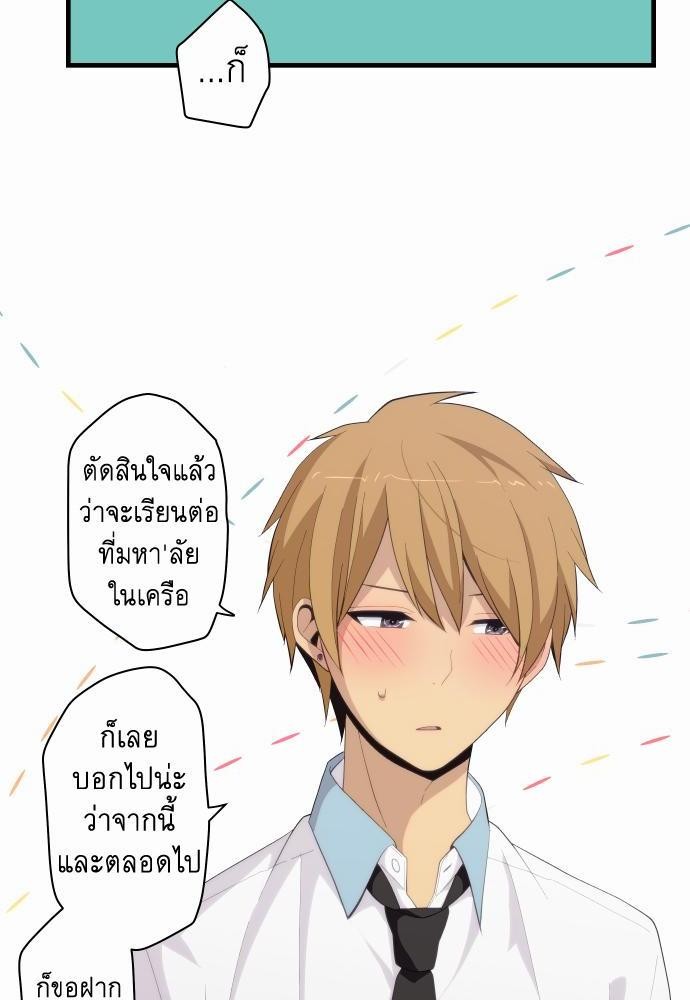 ...ก็
ตัดสินใจแล้ว
ว่าจะเรียนต่อ
ที่มหา'ลัย
ในเครือ
ก็เลย
บอกไปน่ะ
ว่าจากนี้
และตลอดไป
ก็ขอฝาก